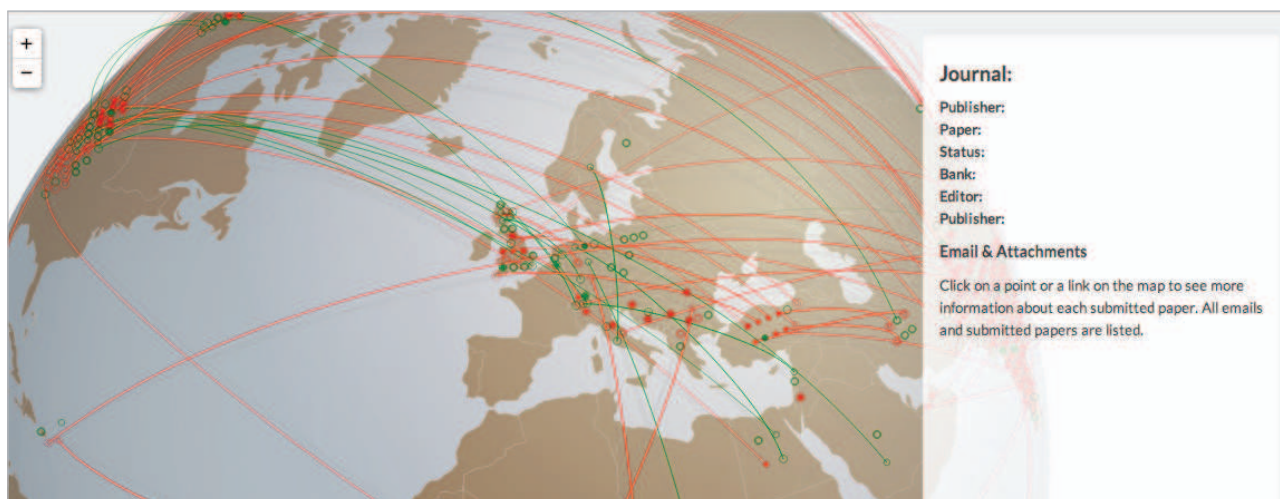 +
−
Journal:
Publisher:
Paper:
Status:
Bank:
Editor:
Publisher:
Email & Attachments
Click on a point or a link on the map to see more
information about each submitted paper. All emails
and submitted papers are listed.